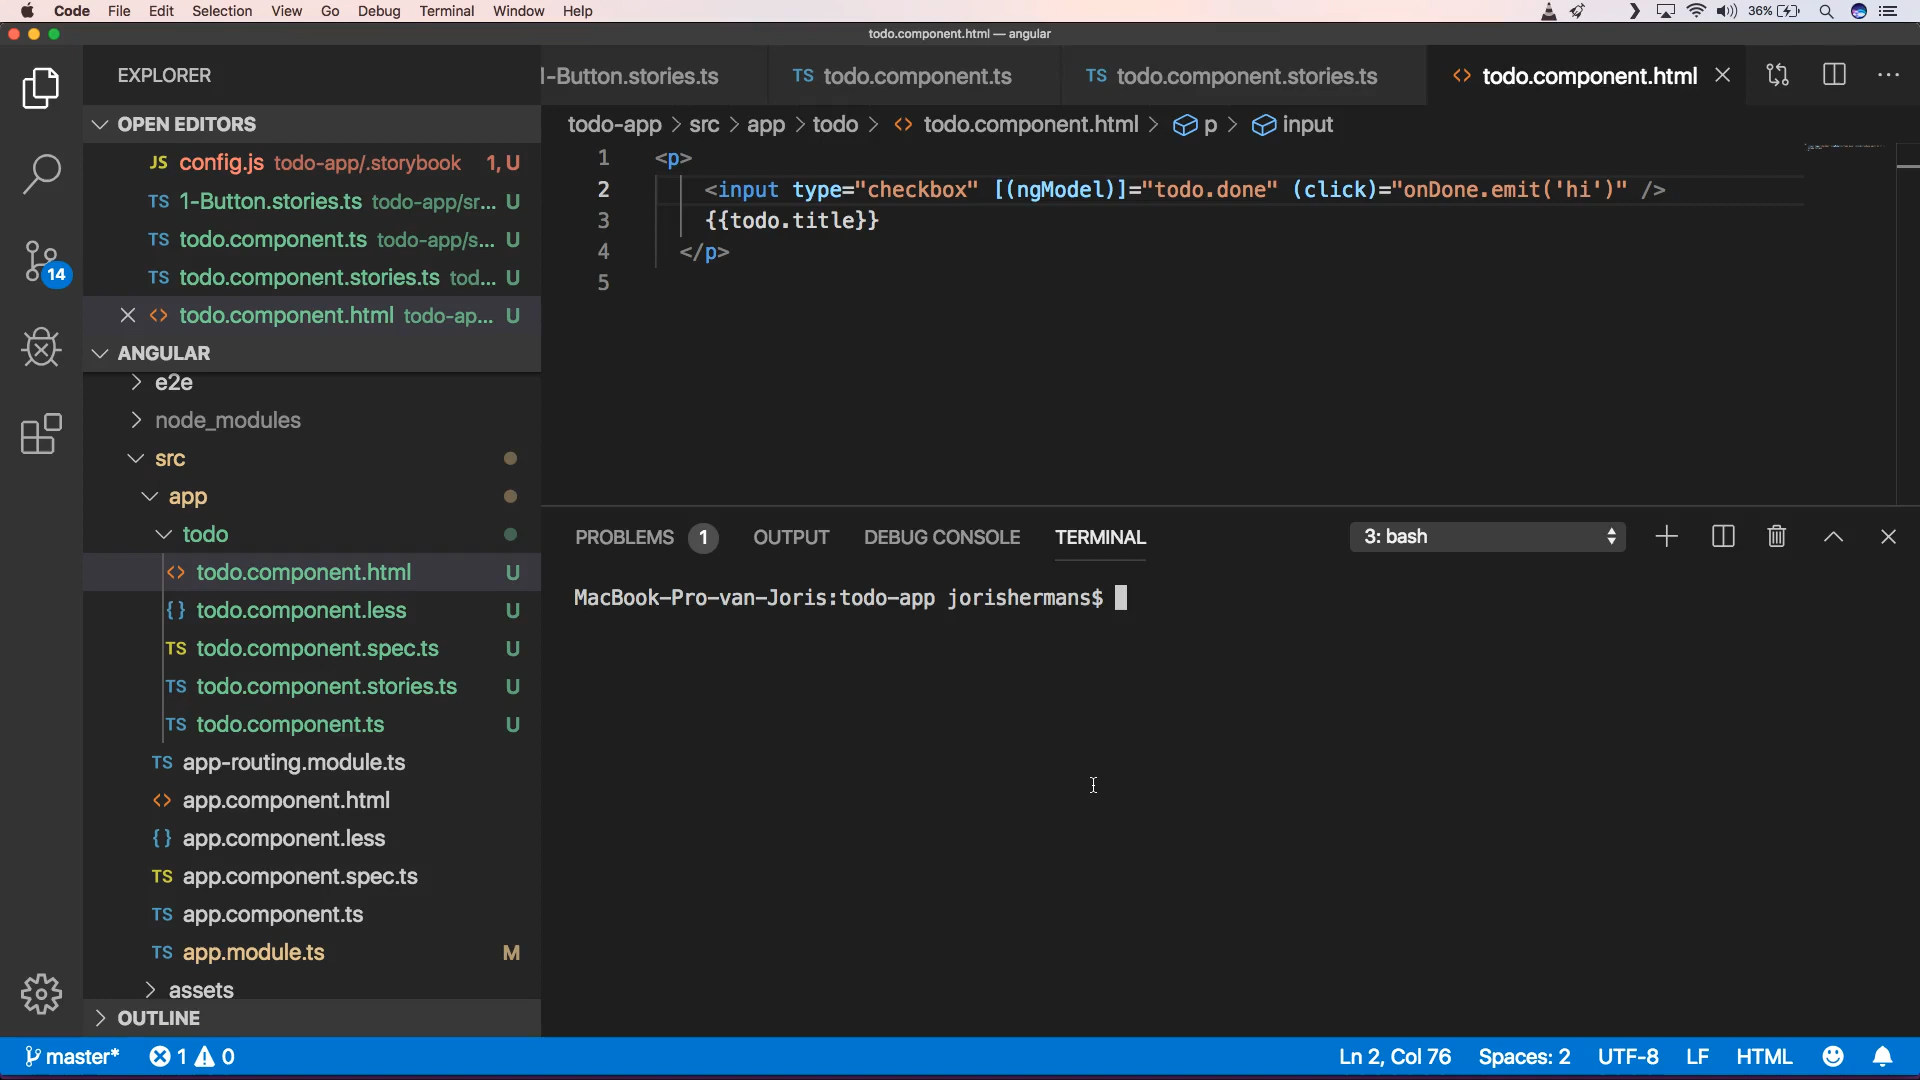 Code File Edit Selection View Go Debug Terminal Window Help 36%
todo.component.html — angular
EXPLORER
-Button.stories.ts TS todo.component.ts TS todo.component.stories.ts <> todo.component.html
OPEN EDITORS
JS config.js todo-app/.storybook 1, U
TS 1-Button.stories.ts todo-app/sr... U
TS todo.component.ts todo-app/s... U
TS todo.component.stories.ts tod... U
<> todo.component.html todo-ap... U
ANGULAR
e2e
node_modules
src
app
todo
<> todo.component.html U
{} todo.component.less U
TS todo.component.spec.ts U
TS todo.component.stories.ts U
TS todo.component.ts U
TS app-routing.module.ts
<> app.component.html
{} app.component.less
TS app.component.spec.ts
TS app.component.ts
TS app.module.ts M
assets
OUTLINE
14
todo-app > src > app > todo > <> todo.component.html > p > input
1 <p>
2 <input type="checkbox" [(ngModel)]="todo.done" (click)="onDone.emit('hi')" />
3 {{todo.title}}
4 </p>
5
PROBLEMS 1 OUTPUT DEBUG CONSOLE TERMINAL 3: bash
MacBook-Pro-van-Joris:todo-app jorishermans$
master* 1 0 Ln 2, Col 76 Spaces: 2 UTF-8 LF HTML